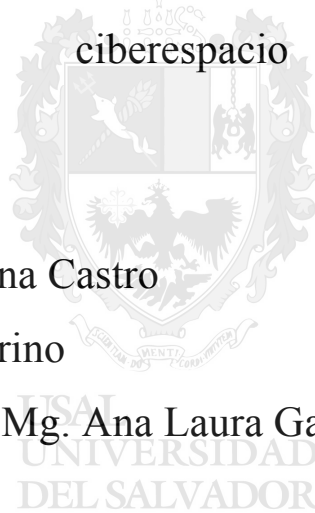 ciberespacio
na Castro
rino
Mg. Ana Laura Ga
USAL
UNIVERSIDAD
DEL SALVADOR